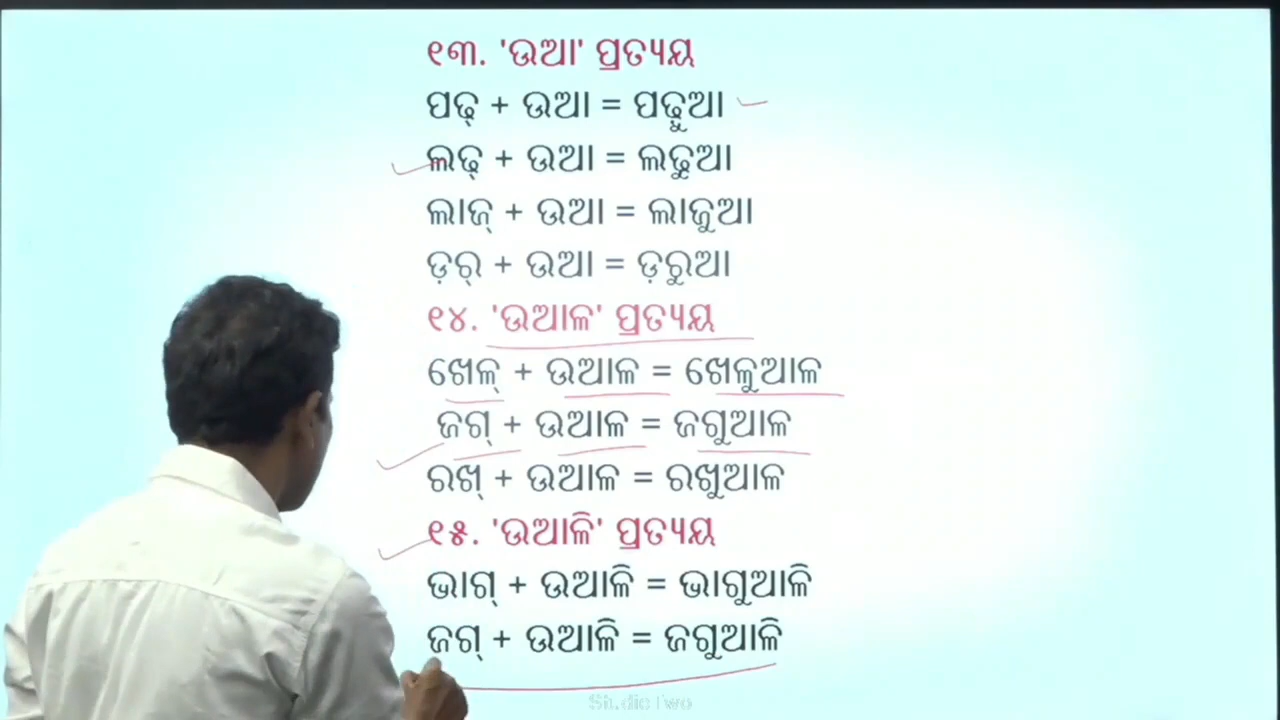 ୧୩. 'ଉଆ' ପ୍ରତ୍ୟୟ
ପଢ଼୍ + ଉଆ = ପଢ଼ୁଆ
ଲଢ଼୍ + ଉଆ = ଲଢ଼ୁଆ
ଲାଜ୍ + ଉଆ = ଲାଜୁଆ
ଡ଼ର୍ + ଉଆ = ଡ଼ରୁଆ
୧୪. 'ଉଆଳ' ପ୍ରତ୍ୟୟ
ଖେଳ୍ + ଉଆଳ = ଖେଳୁଆଳ
ଜଗ୍ + ଉଆଳ = ଜଗୁଆଳ
ରଖ୍ + ଉଆଳ = ରଖୁଆଳ
୧୫. 'ଉଆଳି' ପ୍ରତ୍ୟୟ
ଭାଗ୍ + ଉଆଳି = ଭାଗୁଆଳି
ଜଗ୍ + ଉଆଳି = ଜଗୁଆଳି